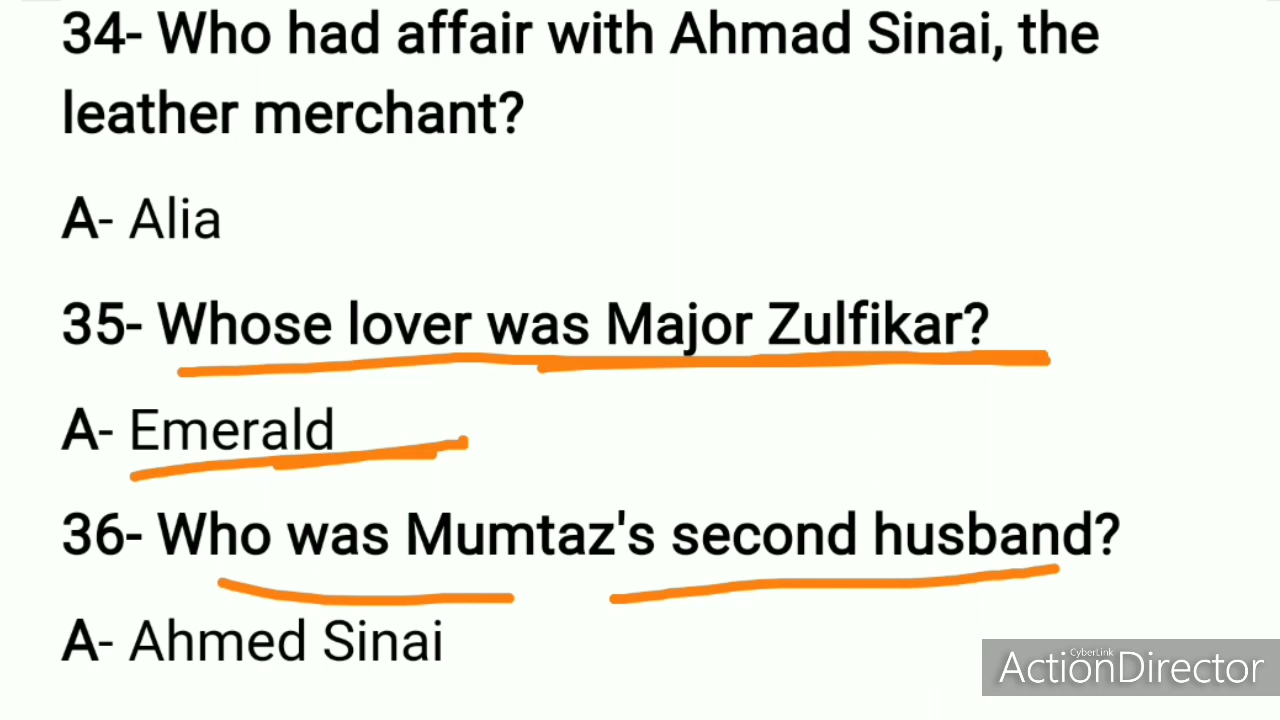 34- Who had affair with Ahmad Sinai, the
leather merchant?
A- Alia
35- Whose lover was Major Zulfikar?
A- Emerald
36- Who was Mumtaz's second husband?
A- Ahmed Sinai
CyberLink
ActionDirector